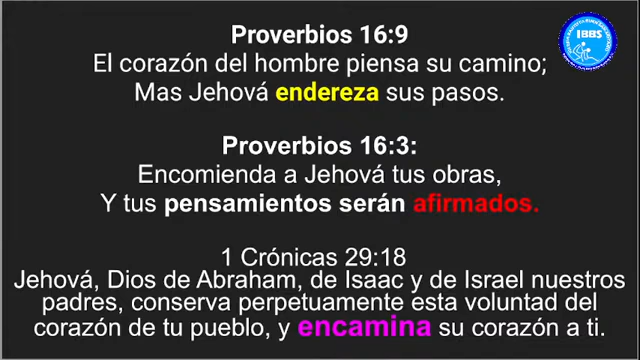 Proverbios 16:9
El corazón del hombre piensa su camino;
Mas Jehová endereza sus pasos.
Proverbios 16:3:
Encomienda a Jehová tus obras,
Y tus pensamientos serán afirmados.
1 Crónicas 29:18
Jehová, Dios de Abraham, de Isaac y de Israel nuestros
padres, conserva perpetuamente esta voluntad del
corazón de tu pueblo, y encamina su corazón a ti.
IBBS